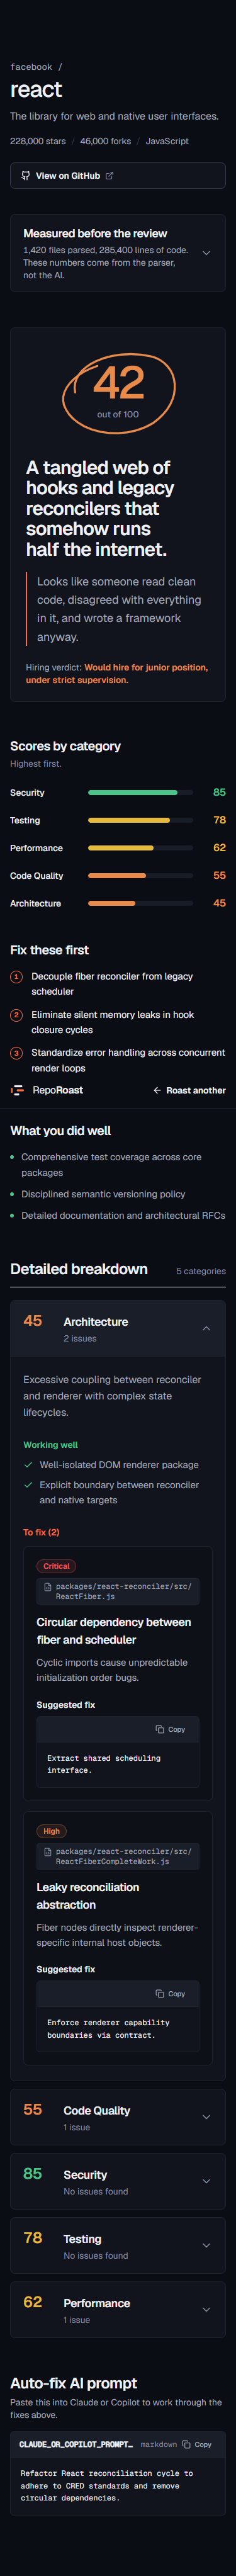 facebook /
react
The library for web and native user interfaces.
228,000 stars / 46,000 forks / JavaScript
View on GitHub
Measured before the review
1,420 files parsed, 285,400 lines of code.
These numbers come from the parser,
not the AI.
42
out of 100
A tangled web of
hooks and legacy
reconcilers that
somehow runs
half the internet.
Looks like someone read clean
code, disagreed with everything
in it, and wrote a framework
anyway.
Hiring verdict: Would hire for junior position,
under strict supervision.
Scores by category
Highest first.
Security 85
Testing 78
Performance 62
Code Quality 55
Architecture 45
Fix these first
1 Decouple fiber reconciler from legacy
scheduler
2 Eliminate silent memory leaks in hook
closure cycles
3 Standardize error handling across concurrent
render loops
RepoRoast ← Roast another
What you did well
Comprehensive test coverage across core
packages
Disciplined semantic versioning policy
Detailed documentation and architectural RFCs
Detailed breakdown 5 categories
45 Architecture
2 issues
Excessive coupling between reconciler
and renderer with complex state
lifecycles.
Working well
Well-isolated DOM renderer package
Explicit boundary between reconciler
and native targets
To fix (2)
Critical
packages/react-reconciler/src/
ReactFiber.js
Circular dependency between
fiber and scheduler
Cyclic imports cause unpredictable
initialization order bugs.
Suggested fix
Copy
Extract shared scheduling
interface.
High
packages/react-reconciler/src/
ReactFiberCompleteWork.js
Leaky reconciliation
abstraction
Fiber nodes directly inspect renderer-
specific internal host objects.
Suggested fix
Copy
Enforce renderer capability
boundaries via contract.
55 Code Quality
1 issue
85 Security
No issues found
78 Testing
No issues found
62 Performance
1 issue
Auto-fix AI prompt
Paste this into Claude or Copilot to work through the
fixes above.
CLAUDE_OR_COPILOT_PROMPT… markdown Copy
Refactor React reconciliation cycle to
adhere to CRED standards and remove
circular dependencies.